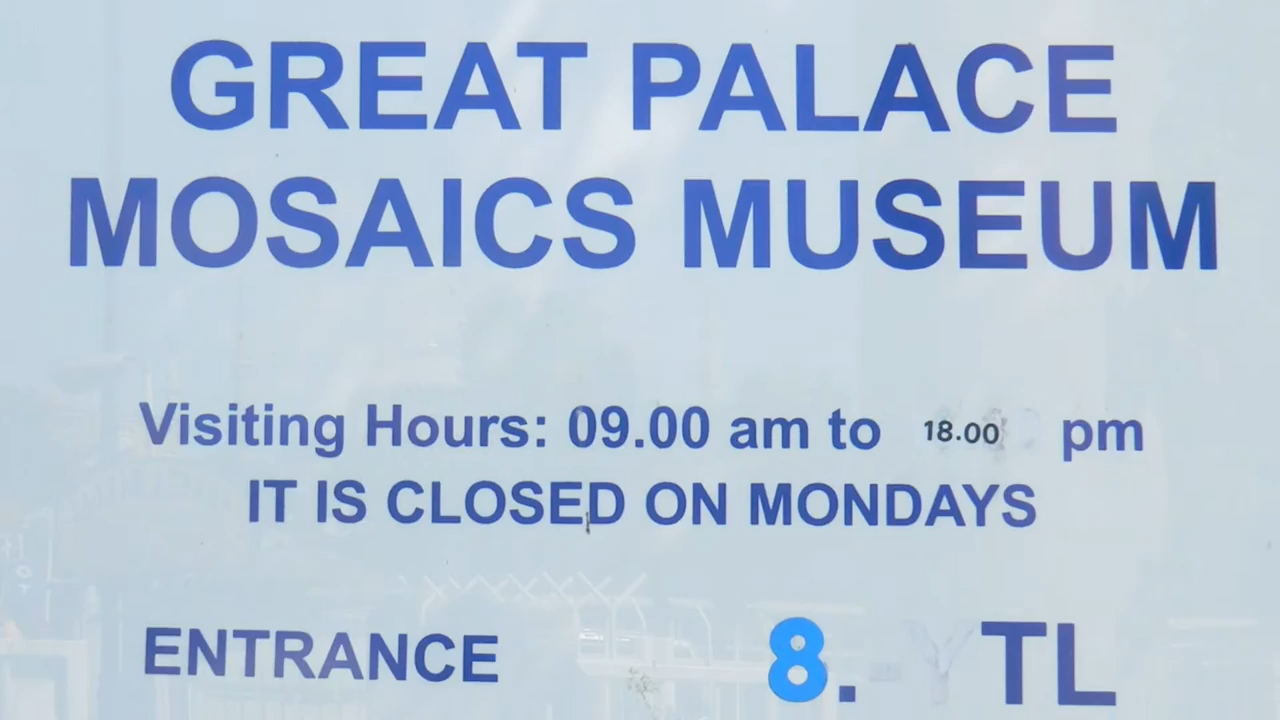 GREAT PALACE
MOSAICS MUSEUM
Visiting Hours: 09.00 am to 18.00 pm
IT IS CLOSED ON MONDAYS
ENTRANCE 8. TL